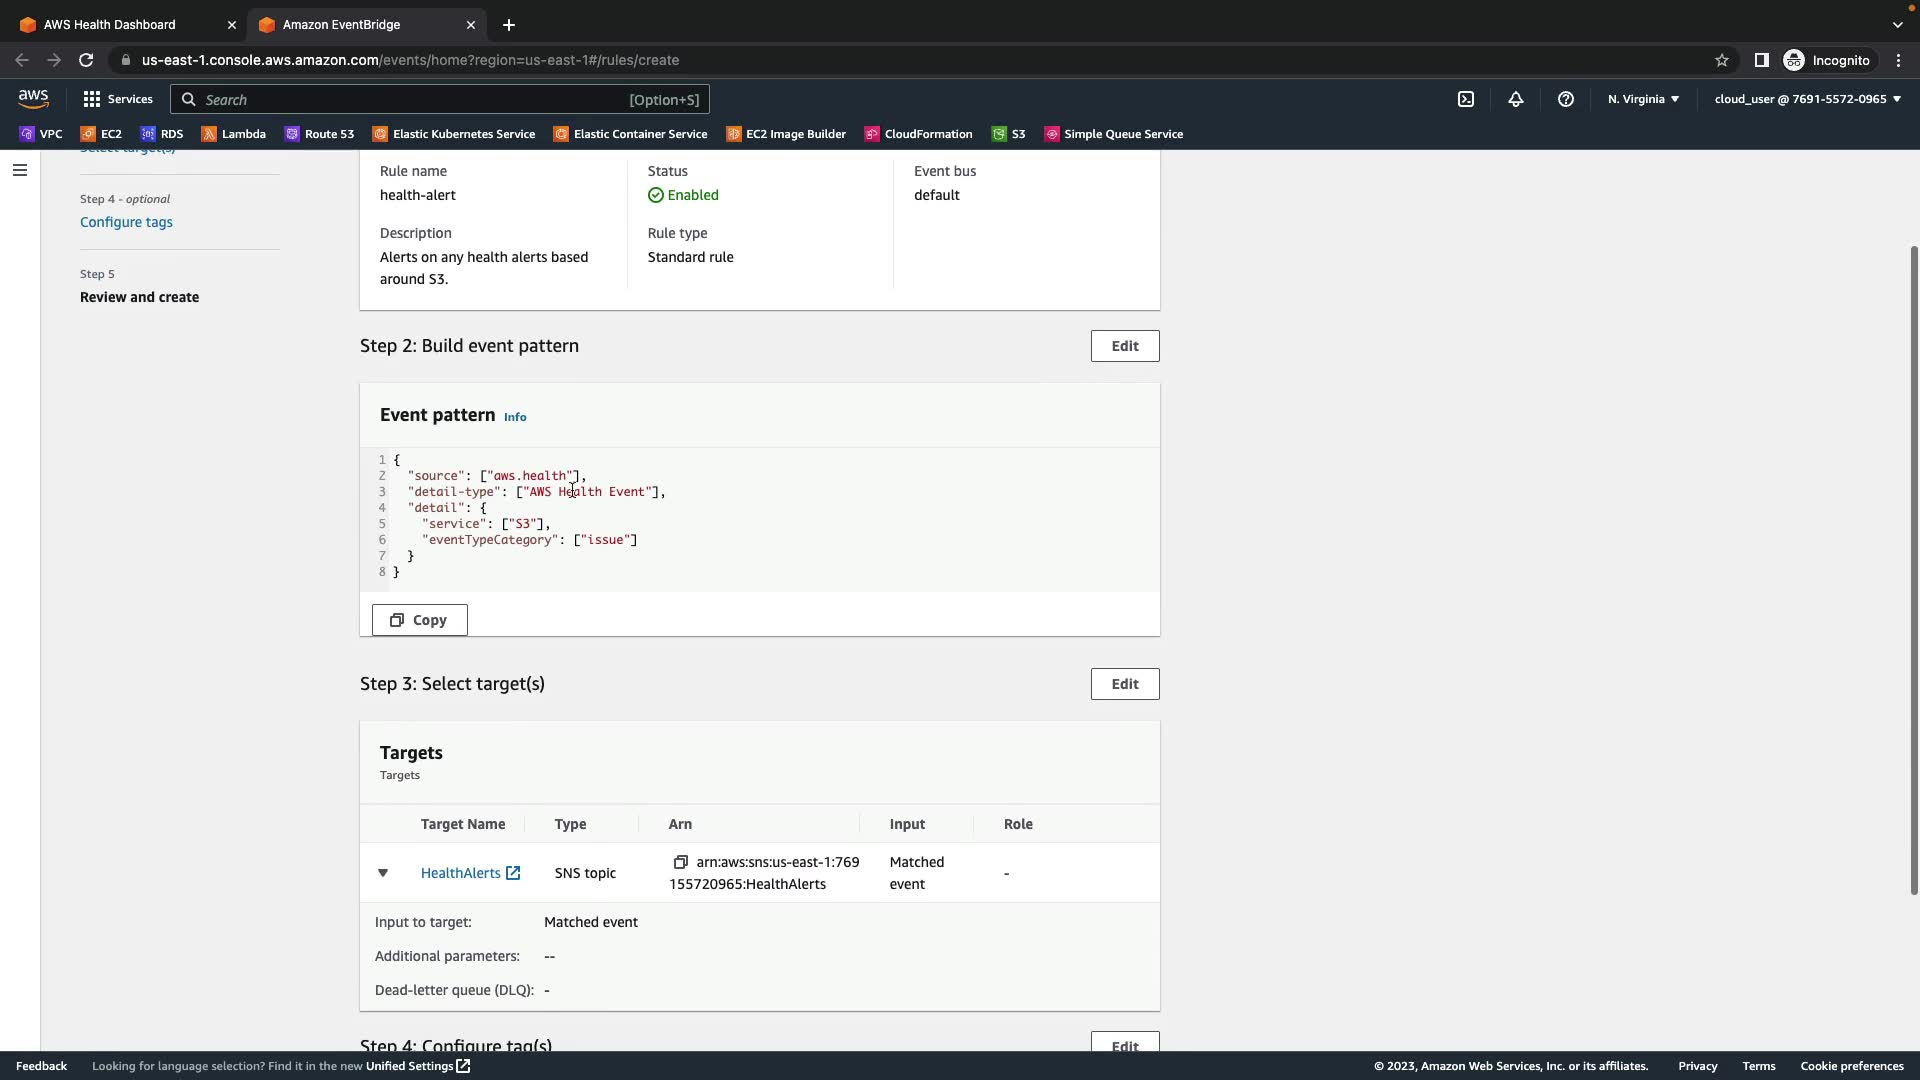 AWS Health Dashboard
Amazon EventBridge
us-east-1.console.aws.amazon.com/events/home?region=us-east-1#/rules/create
Incognito
aws
Services
Search
[Option+S]
N. Virginia
cloud_user @ 7691-5572-0965
VPC
EC2
RDS
Lambda
Route 53
Elastic Kubernetes Service
Elastic Container Service
EC2 Image Builder
CloudFormation
S3
Simple Queue Service
Select target(s)
Step 4 - optional
Configure tags
Step 5
Review and create
Rule name
health-alert
Description
Alerts on any health alerts based
around S3.
Status
Enabled
Rule type
Standard rule
Event bus
default
Step 2: Build event pattern
Edit
Event pattern Info
1 {
2 "source": ["aws.health"],
3 "detail-type": ["AWS Health Event"],
4 "detail": {
5 "service": ["S3"],
6 "eventTypeCategory": ["issue"]
7 }
8 }
Copy
Step 3: Select target(s)
Edit
Targets
Targets
Target Name Type Arn Input Role
HealthAlerts
SNS topic
arn:aws:sns:us-east-1:769
155720965:HealthAlerts
Matched
event
-
Input to target: Matched event
Additional parameters: --
Dead-letter queue (DLQ): -
Step 4: Configure tag(s)
Edit
Feedback
Looking for language selection? Find it in the new Unified Settings
© 2023, Amazon Web Services, Inc. or its affiliates.
Privacy
Terms
Cookie preferences